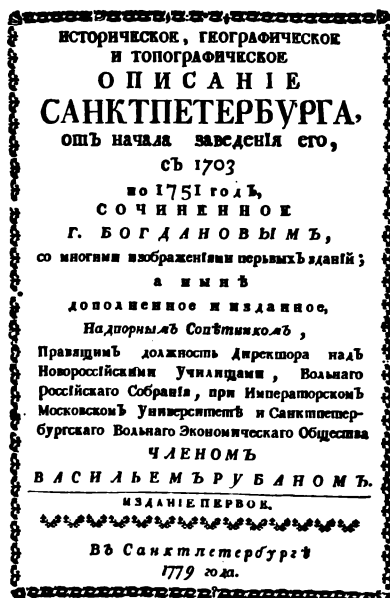 ИСТОРИЧЕСКОЕ, ГЕОГРАФИЧЕСКОЕ
И ТОПОГРАФИЧЕСКОЕ
ОПИСАНІЕ
САНКТПЕТЕРБУРГА,
отЪ начала заведенІя его,
сЪ 1703
по 1751 годЪ,
СОЧИНЕННОЕ
Г. БОГДАНОВЫМЪ,
со многими изображенІями первыхЪ зданІй;
а нынѣ
дополненное и изданное,
НадворнымЪ СовѣтникомЪ,
ПравящимЪ должность Директора надЪ
НовороссІйскими Училищами, Вольнаго
РоссІйскаго СобранІя, при ИмператорскомЪ
МосковскомЪ Университетѣ и Санктпетер-
бургскаго Вольнаго Экономическаго Общества
ЧЛЕНОМЪ
ВАСИЛЬЕМЪ РУБАНОМЪ.
ИЗДАНІЕ ПЕРВОЕ.
ВЪ Санктпетербургѣ
1779 года.